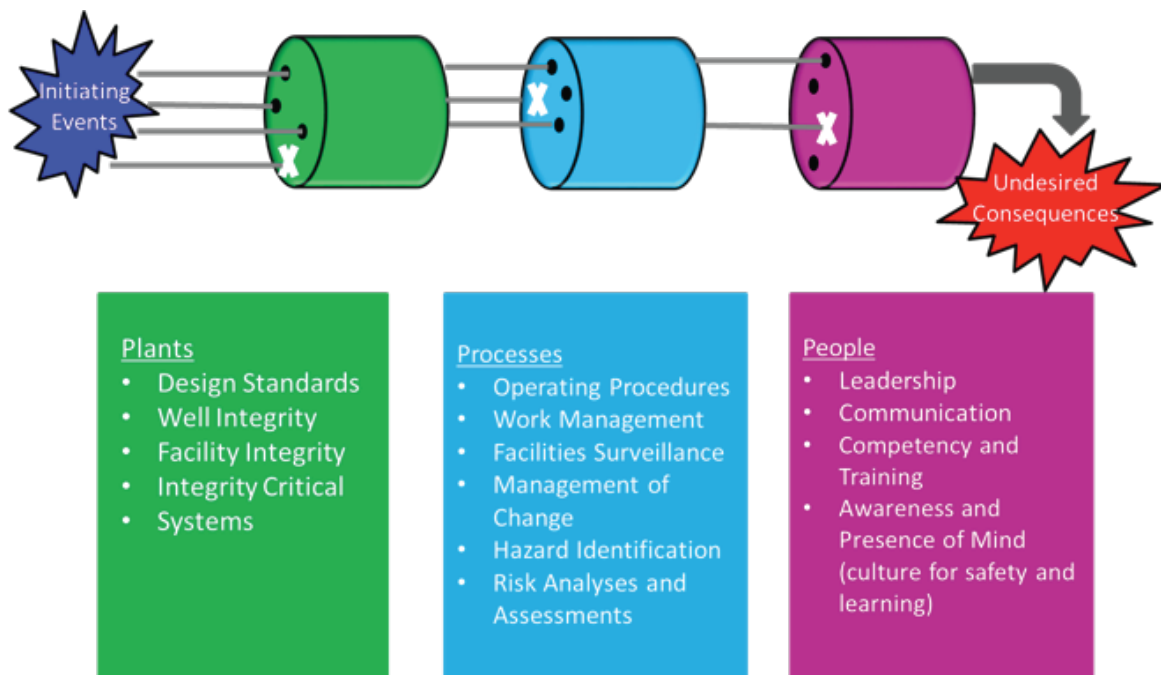 Initiating
Events
Undesired
Consequences
Plants
• Design Standards
• Well Integrity
• Facility Integrity
• Integrity Critical
• Systems
Processes
• Operating Procedures
• Work Management
• Facilities Surveillance
• Management of
Change
• Hazard Identification
• Risk Analyses and
Assessments
People
• Leadership
• Communication
• Competency and
Training
• Awareness and
Presence of Mind
(culture for safety and
learning)